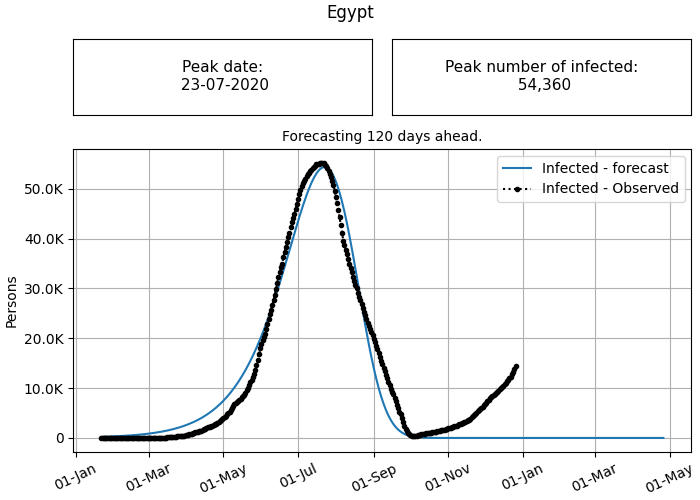 Egypt
Peak date:
23-07-2020
Peak number of infected:
54,360
Forecasting 120 days ahead.
Infected - forecast
Infected - Observed
Persons
50.0K
40.0K
30.0K
20.0K
10.0K
0
01-Jan
01-Mar
01-May
01-Jul
01-Sep
01-Nov
01-Jan
01-Mar
01-May